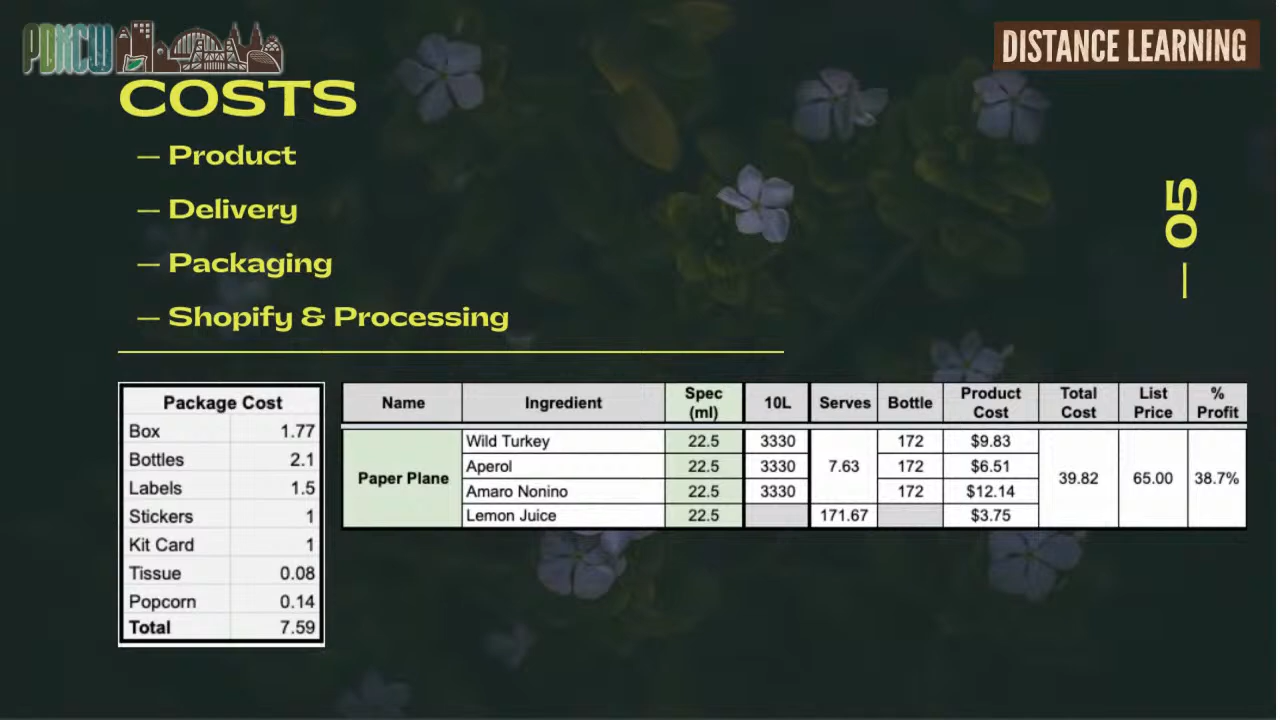 PDXCW
DISTANCE LEARNING
COSTS
— Product
— Delivery
— Packaging
— Shopify & Processing
— 05
Package Cost
Box 1.77
Bottles 2.1
Labels 1.5
Stickers 1
Kit Card 1
Tissue 0.08
Popcorn 0.14
Total 7.59
Name Ingredient Spec (ml) 10L Serves Bottle Product Cost Total Cost List Price % Profit
Paper Plane
Wild Turkey 22.5 3330 172 $9.83
Aperol 22.5 3330 7.63 172 $6.51 39.82 65.00 38.7%
Amaro Nonino 22.5 3330 172 $12.14
Lemon Juice 22.5 171.67 $3.75